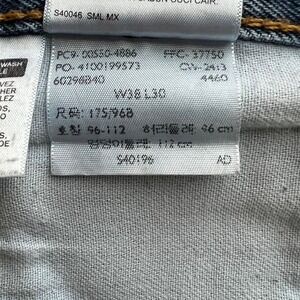 S40046 SML MX
WASH
PC9: 00550-4886 FFC: 37750
PO: 4100199573 CW: 2413
60298840 4460
W38 L30
尺码: 175/96B
호칭 96-112 허리둘레 96 cm
엉덩이둘레 112 cm
S40196 AD